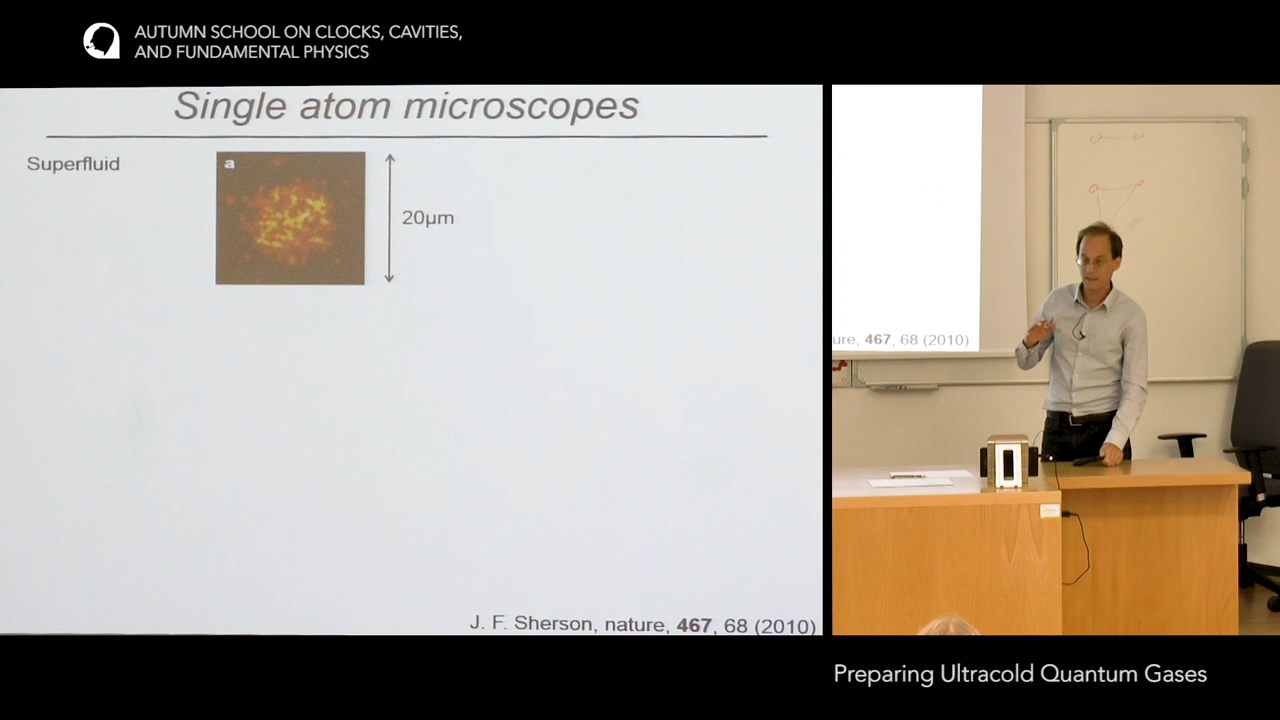 AUTUMN SCHOOL ON CLOCKS, CAVITIES,
AND FUNDAMENTAL PHYSICS
Single atom microscopes
Superfluid
a
20µm
J. F. Sherson, nature, 467, 68 (2010)
ure, 467, 68 (2010)
Preparing Ultracold Quantum Gases